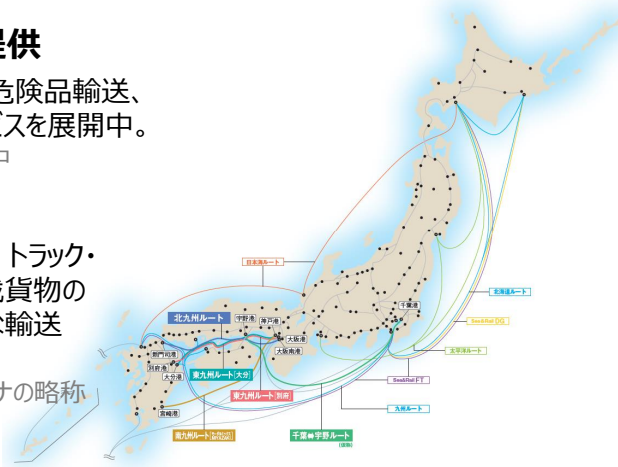 提供
危険品輸送、
ビスを展開中。
中
トラック・
載貨物の
な輸送
ナの略称
日本海ルート
北九州ルート
宇野港
神戸港
千葉港
北海道ルート
Sea&Rail DG
大阪港
新門司港
大阪南港
太平洋ルート
別府港
大分港
東九州ルート[大分]
Sea&Rail FT
東九州ルート[別府]
宮崎港
九州ルート
南九州ルート
千葉⇔宇野ルート